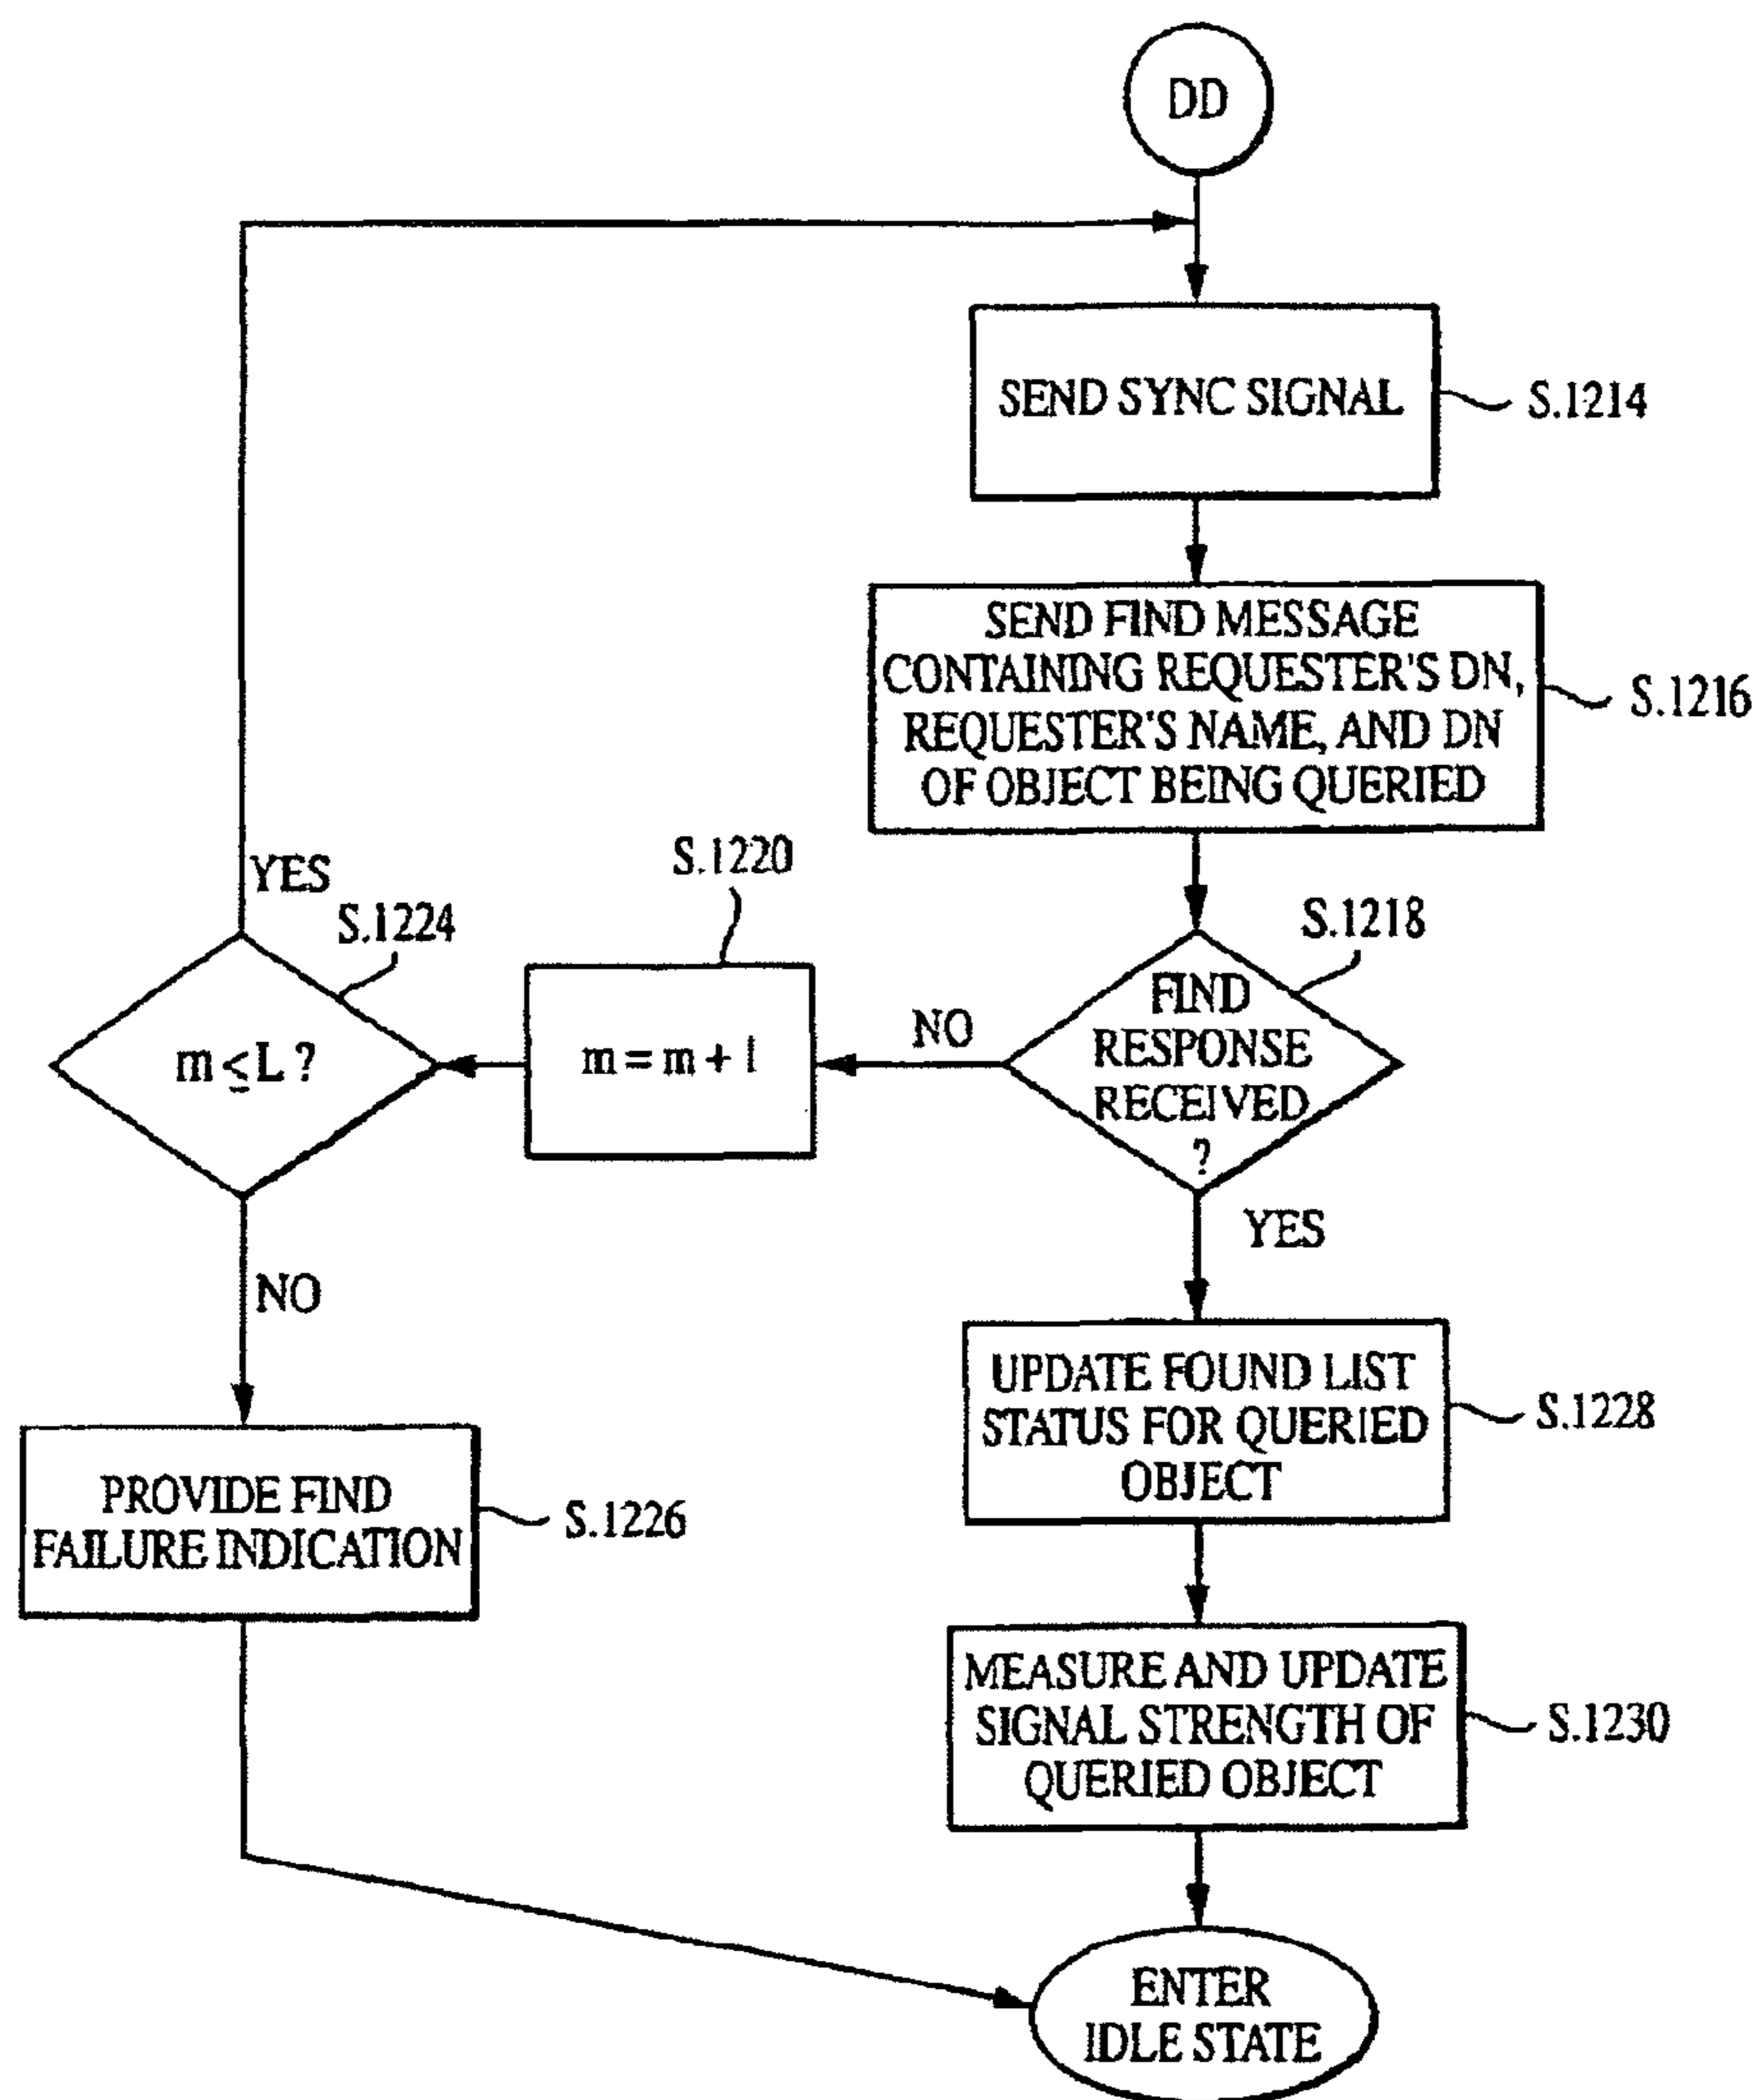 DD
SEND SYNC SIGNAL
S.1214
SEND FIND MESSAGE
CONTAINING REQUESTER'S DN,
REQUESTER'S NAME, AND DN
OF OBJECT BEING QUERIED
S.1216
FIND
RESPONSE
RECEIVED
?
S.1218
NO
m = m + 1
S.1220
m ≤ L ?
S.1224
YES
NO
PROVIDE FIND
FAILURE INDICATION
S.1226
YES
UPDATE FOUND LIST
STATUS FOR QUERIED
OBJECT
S.1228
MEASURE AND UPDATE
SIGNAL STRENGTH OF
QUERIED OBJECT
S.1230
ENTER
IDLE STATE